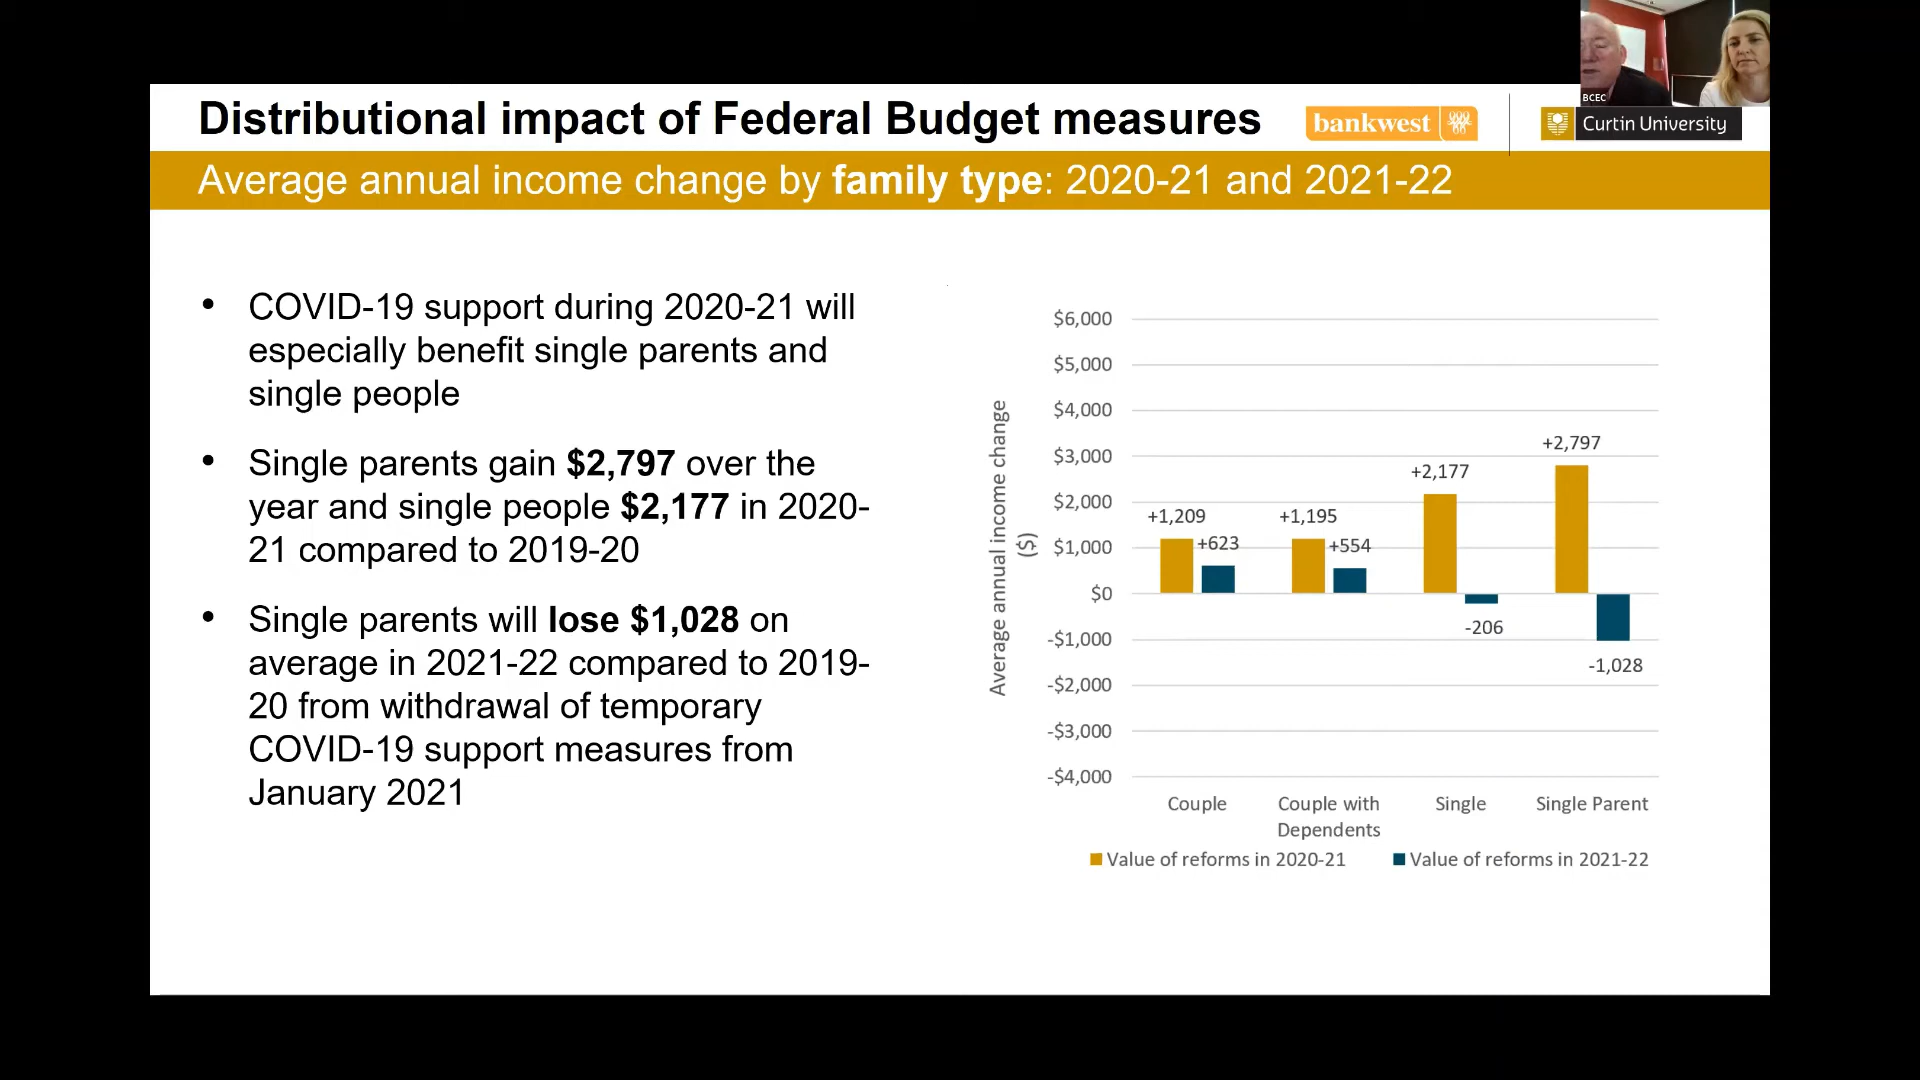 BCEC
Distributional impact of Federal Budget measures
bankwest
Curtin University
Average annual income change by family type: 2020-21 and 2021-22
• COVID-19 support during 2020-21 will
especially benefit single parents and
single people
• Single parents gain $2,797 over the
year and single people $2,177 in 2020-
21 compared to 2019-20
• Single parents will lose $1,028 on
average in 2021-22 compared to 2019-
20 from withdrawal of temporary
COVID-19 support measures from
January 2021
Average annual income change
($)
$6,000
$5,000
$4,000
$3,000
$2,000
$1,000
$0
-$1,000
-$2,000
-$3,000
-$4,000
+1,209
+623
+1,195
+554
+2,177
-206
+2,797
-1,028
Couple
Couple with
Dependents
Single
Single Parent
Value of reforms in 2020-21
Value of reforms in 2021-22